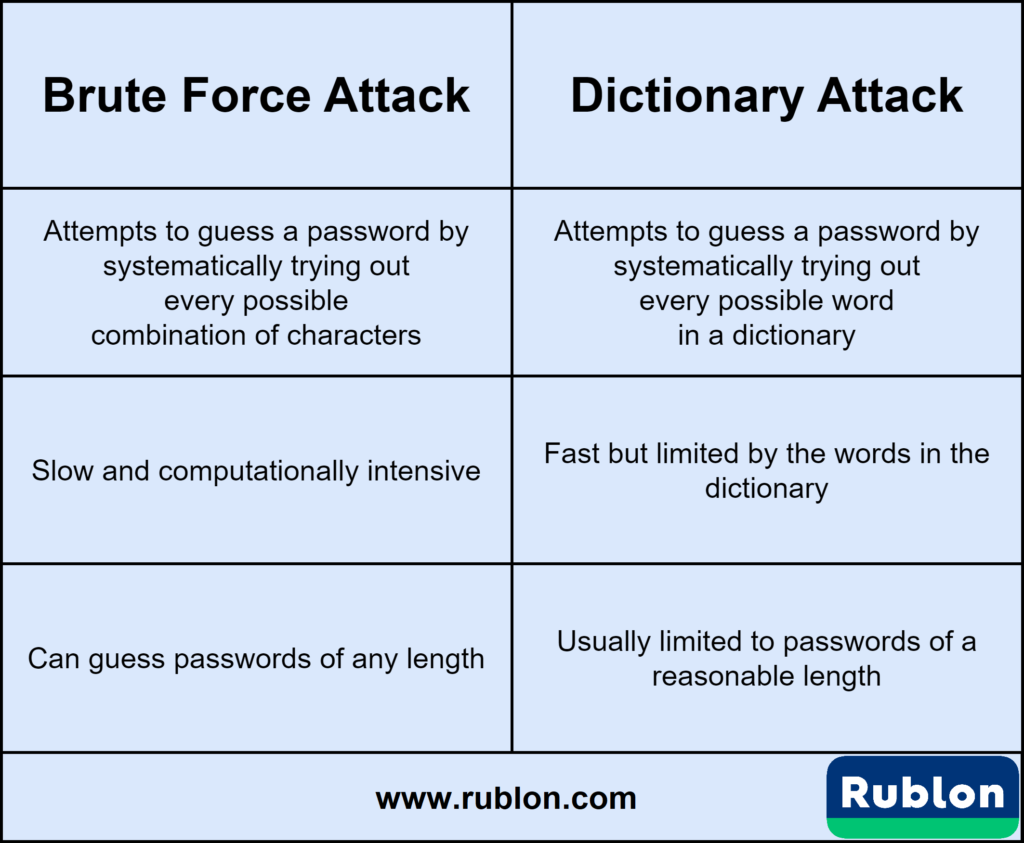 Brute Force Attack
Dictionary Attack
Attempts to guess a password by
systematically trying out
every possible
combination of characters
Attempts to guess a password by
systematically trying out
every possible word
in a dictionary
Slow and computationally intensive
Fast but limited by the words in the
dictionary
Can guess passwords of any length
Usually limited to passwords of a
reasonable length
www.rublon.com
Rublon